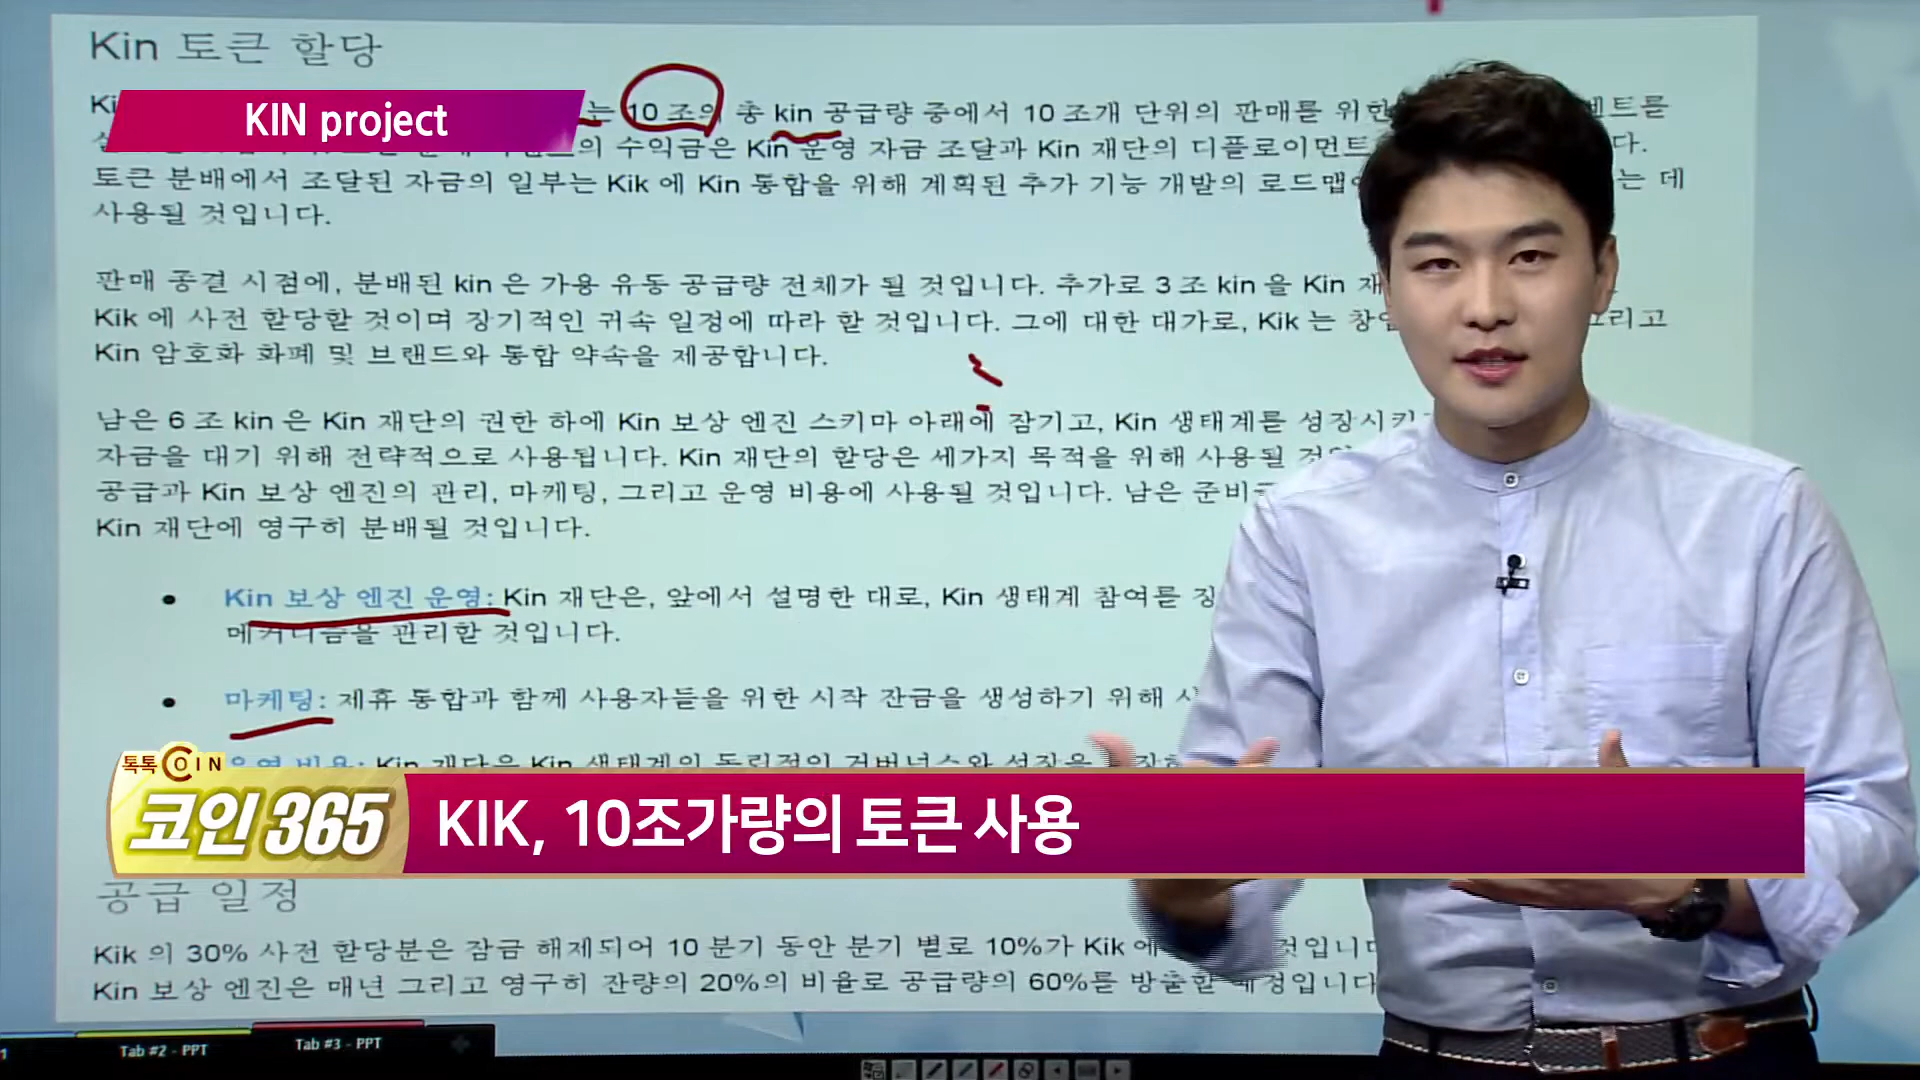 Kin 토큰 할당
KIN project
는 10 조의 총 kin 공급량 중에서 10 조개 단위의 판매를 위한
의 수익금은 Kin 운영 자금 조달과 Kin 재단의 디플로이먼트
토큰 분배에서 조달된 자금의 일부는 Kik 에 Kin 통합을 위해 계획된 추가 기능 개발의 로드맵 는 데
사용될 것입니다.
판매 종결 시점에, 분배된 kin 은 가용 유동 공급량 전체가 될 것입니다. 추가로 3 조 kin 을 Kin
Kik 에 사전 할당할 것이며 장기적인 귀속 일정에 따라 할 것입니다. 그에 대한 대가로, Kik 는 그리고
Kin 암호화 화폐 및 브랜드와 통합 약속을 제공합니다.
남은 6 조 kin 은 Kin 재단의 권한 하에 Kin 보상 엔진 스키마 아래에 잠기고, Kin 생태계를
자금을 대기 위해 전략적으로 사용됩니다. Kin 재단의 할당은 세가지 목적을 위해 사용될
공급과 Kin 보상 엔진의 관리, 마케팅, 그리고 운영 비용에 사용될 것입니다. 남은
Kin 재단에 영구히 분배될 것입니다.
• Kin 보상 엔진 운영: Kin 재단은, 앞에서 설명한 대로, Kin 생태계 참여를
메커니즘을 관리할 것입니다.
• 마케팅: 제휴 통합과 함께 사용자들을 위한 시작 잔금을 생성하기 위해
톡톡 COIN
코인 365
KIK, 10조가량의 토큰 사용
공급 일정
Kik 의 30% 사전 할당분은 잠금 해제되어 10 분기 동안 분기 별로 10%가 Kik 에
Kin 보상 엔진은 매년 그리고 영구히 잔량의 20%의 비율로 공급량의 60%를 방출할 예정입니다
Tab #2 - PPT
Tab #3 - PPT